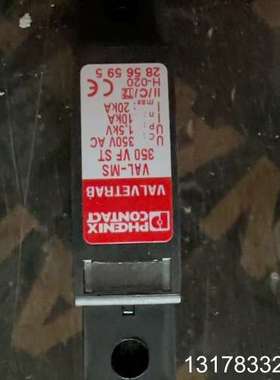 PHOENIX
CONTACT
VALVETRAB
VAL-MS
350 VF ST
Uc: 350V AC
Up: 1,5kV
In: 10kA
Imax: 20kA
II/C/
H-020
28 56 59 5
13178332